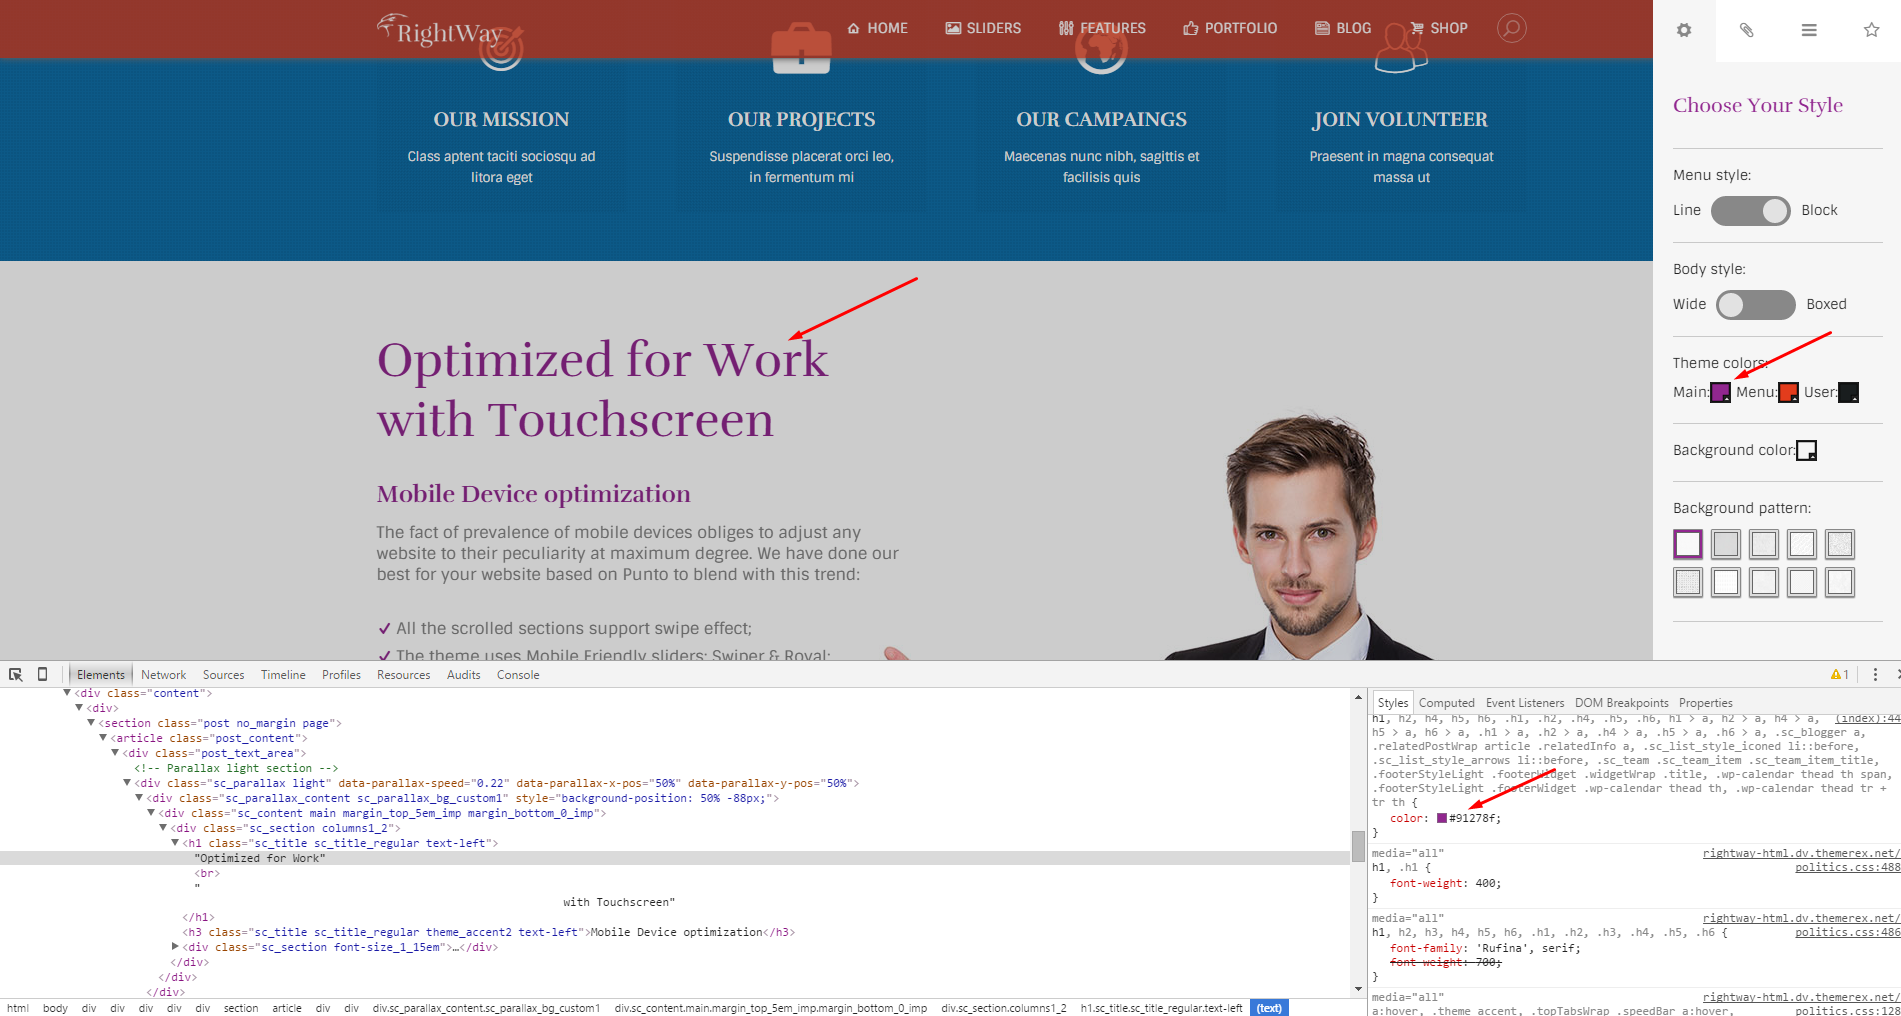 RightWay
HOME
SLIDERS
FEATURES
PORTFOLIO
BLOG
SHOP
OUR MISSION
Class aptent taciti sociosqu ad
litora eget
OUR PROJECTS
Suspendisse placerat orci leo,
in fermentum mi
OUR CAMPAINGS
Maecenas nunc nibh, sagittis et
facilisis quis
JOIN VOLUNTEER
Praesent in magna consequat
massa ut
Optimized for Work
with Touchscreen
Mobile Device optimization
The fact of prevalence of mobile devices obliges to adjust any
website to their peculiarity at maximum degree. We have done our
best for your website based on Punto to blend with this trend:
All the scrolled sections support swipe effect;
The theme uses Mobile Friendly sliders: Swiper & Royal;
Choose Your Style
Menu style:
Line Block
Body style:
Wide Boxed
Theme colors:
Main: Menu: User:
Background color:
Background pattern:
Elements Network Sources Timeline Profiles Resources Audits Console
1
<div class="content">
<div>
<section class="post no_margin page">
<article class="post_content">
<div class="post_text_area">
<!-- Parallax light section -->
<div class="sc_parallax light" data-parallax-speed="0.22" data-parallax-x-pos="50%" data-parallax-y-pos="50%">
<div class="sc_parallax_content sc_parallax_bg_custom1" style="background-position: 50% -88px;">
<div class="sc_content main margin_top_5em_imp margin_bottom_0_imp">
<div class="sc_section columns1_2">
<h1 class="sc_title sc_title_regular text-left">
"Optimized for Work"
<br>
"
with Touchscreen"
</h1>
<h3 class="sc_title sc_title_regular theme_accent2 text-left">Mobile Device optimization</h3>
<div class="sc_section font-size_1_15em">…</div>
</div>
</div>
</div>
html body div div div div div section article div div div.sc_parallax_content.sc_parallax_bg_custom1 div.sc_content.main.margin_top_5em_imp.margin_bottom_0_imp div.sc_section.columns1_2 h1.sc_title.sc_title_regular.text-left (text)
Styles Computed Event Listeners DOM Breakpoints Properties
h1, h2, h4, h5, h6, .h1, .h2, .h4, .h5, .h6, h1 > a, h2 > a, h4 > a, (index):44
h5 > a, h6 > a, .h1 > a, .h2 > a, .h4 > a, .h5 > a, .h6 > a, .sc_blogger a,
.relatedPostWrap article .relatedInfo a, .sc_list_style_iconed li::before,
.sc_list_style_arrows li::before, .sc_team .sc_team_item .sc_team_item_title,
.footerStyleLight .footerWidget .widgetWrap .title, .wp-calendar thead th span,
.footerStyleLight .footerWidget .wp-calendar thead th, .wp-calendar thead tr +
tr th {
color: #91278f;
}
media="all" rightway-html.dv.themerex.net/
h1, .h1 { politics.css:488
font-weight: 400;
}
media="all" rightway-html.dv.themerex.net/
h1, h2, h3, h4, h5, h6, .h1, .h2, .h3, .h4, .h5, .h6 { politics.css:486
font-family: 'Rufina', serif;
font-weight: 700;
}
media="all" rightway-html.dv.themerex.net/
a:hover, .theme_accent, .topTabsWrap .speedBar a:hover, politics.css:128